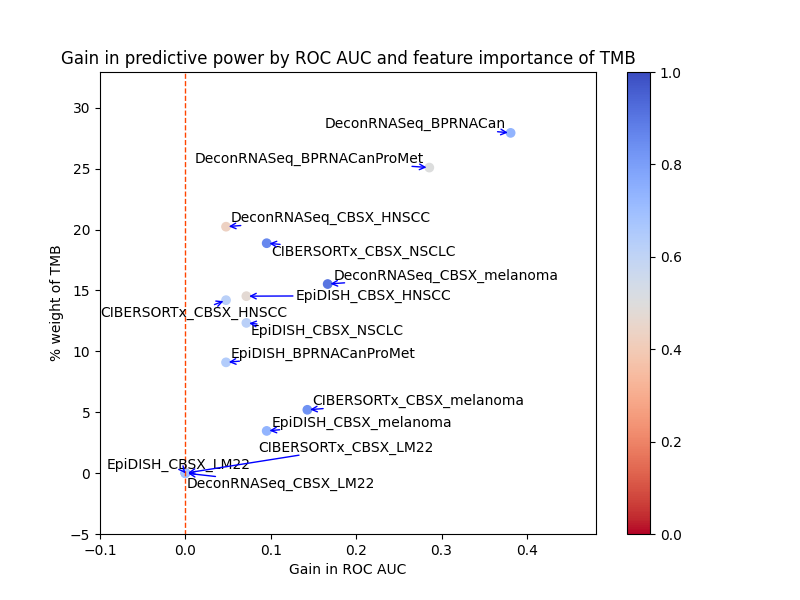 Gain in predictive power by ROC AUC and feature importance of TMB
30
25
20
15
10
5
0
−5
% weight of TMB
DeconRNASeq_BPRNACan
DeconRNASeq_BPRNACanProMet
DeconRNASeq_CBSX_HNSCC
CIBERSORTx_CBSX_NSCLC
DeconRNASeq_CBSX_melanoma
EpiDISH_CBSX_HNSCC
CIBERSORTx_CBSX_HNSCC
EpiDISH_CBSX_NSCLC
EpiDISH_BPRNACanProMet
CIBERSORTx_CBSX_melanoma
EpiDISH_CBSX_melanoma
CIBERSORTx_CBSX_LM22
EpiDISH_CBSX_LM22
DeconRNASeq_CBSX_LM22
−0.1 0.0 0.1 0.2 0.3 0.4
Gain in ROC AUC
1.0
0.8
0.6
0.4
0.2
0.0